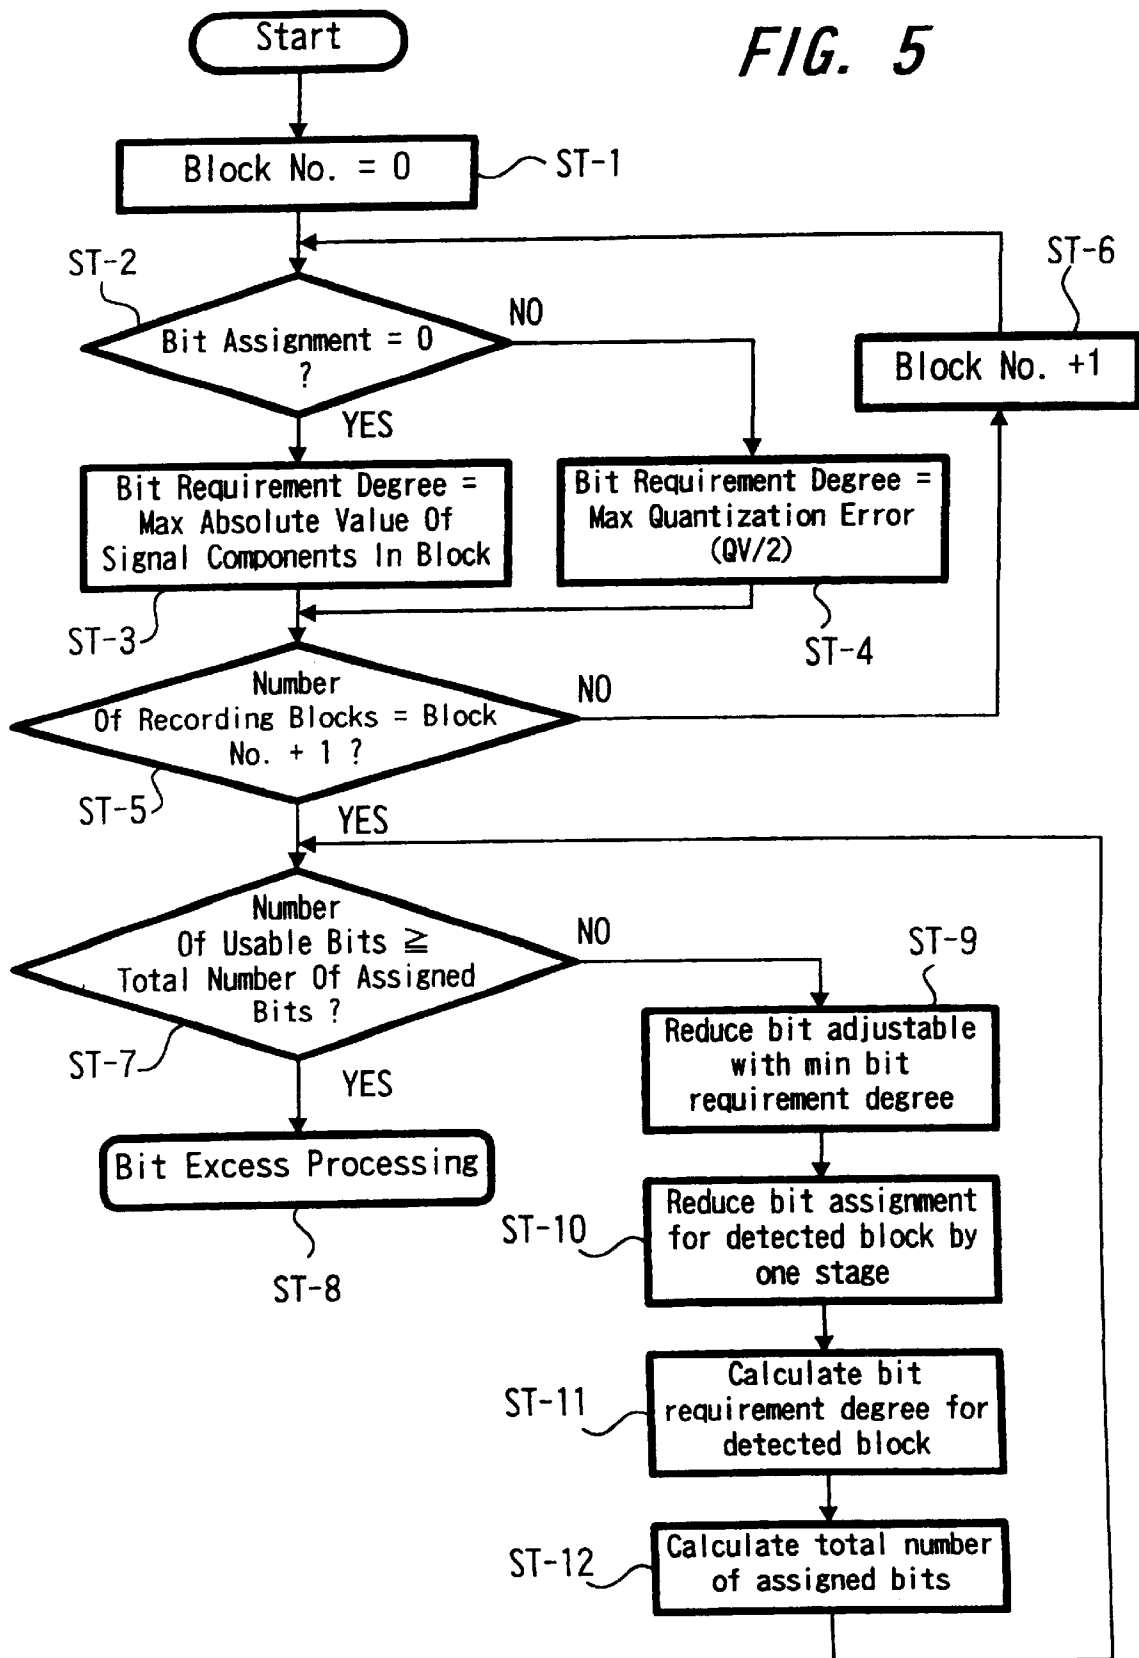 FIG. 5
Start
Block No. = 0
ST-1
ST-2
ST-6
Bit Assignment = 0
?
NO
Block No. +1
YES
Bit Requirement Degree =
Max Absolute Value Of
Signal Components In Block
Bit Requirement Degree =
Max Quantization Error
(QV/2)
ST-3
ST-4
Number
Of Recording Blocks = Block
No. + 1 ?
NO
ST-5
YES
Number
Of Usable Bits ≧
Total Number Of Assigned
Bits ?
NO
ST-9
ST-7
YES
Reduce bit adjustable
with min bit
requirement degree
Bit Excess Processing
ST-8
Reduce bit assignment
for detected block by
one stage
ST-10
Calculate bit
requirement degree for
detected block
ST-11
Calculate total number
of assigned bits
ST-12